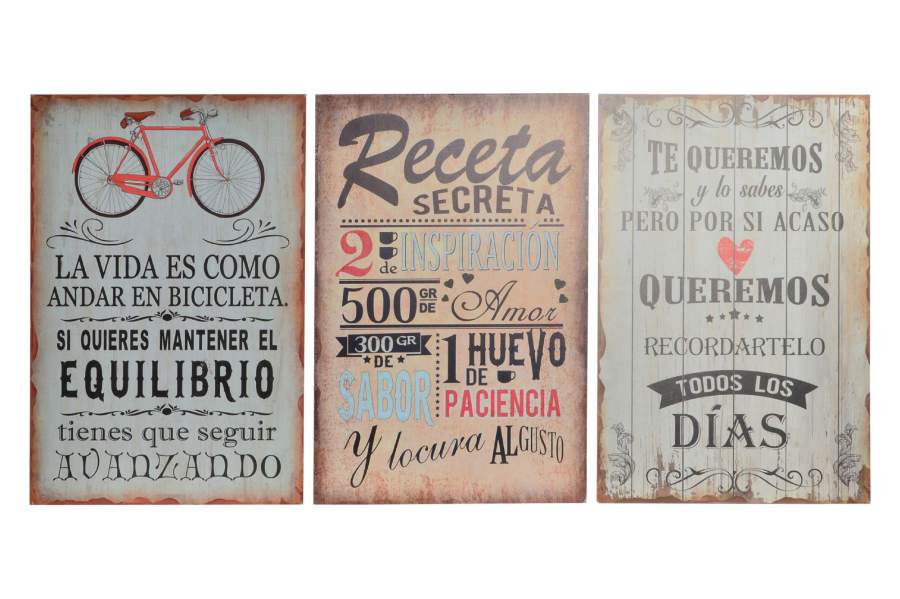 LA VIDA ES COMO
ANDAR EN BICICLETA.
SI QUIERES MANTENER EL
EQUILIBRIO
tienes que seguir
AVANZANDO
Receta
SECRETA
2 de INSPIRACIÓN
500 GR DE Amor
300 GR
DE
SABOR
1 HUEVO
DE
PACIENCIA
Y locura AL GUSTO
TE QUEREMOS
y lo sabes
PERO POR SI ACASO
QUEREMOS
RECORDARTELO
TODOS LOS
DÍAS